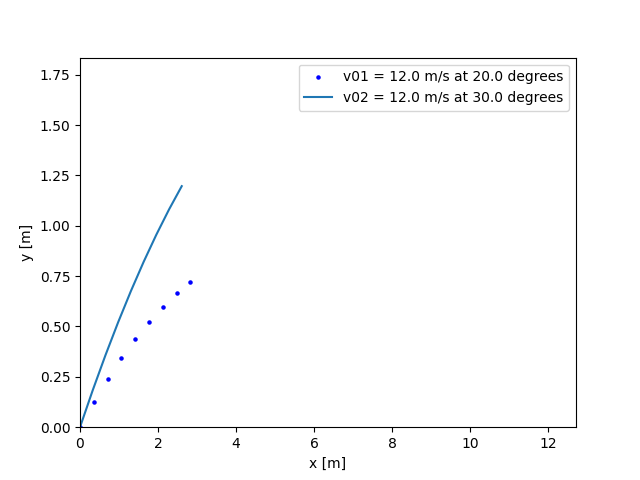 v01 = 12.0 m/s at 20.0 degrees
v02 = 12.0 m/s at 30.0 degrees
y [m]
1.75
1.50
1.25
1.00
0.75
0.50
0.25
0.00
0 2 4 6 8 10 12
x [m]